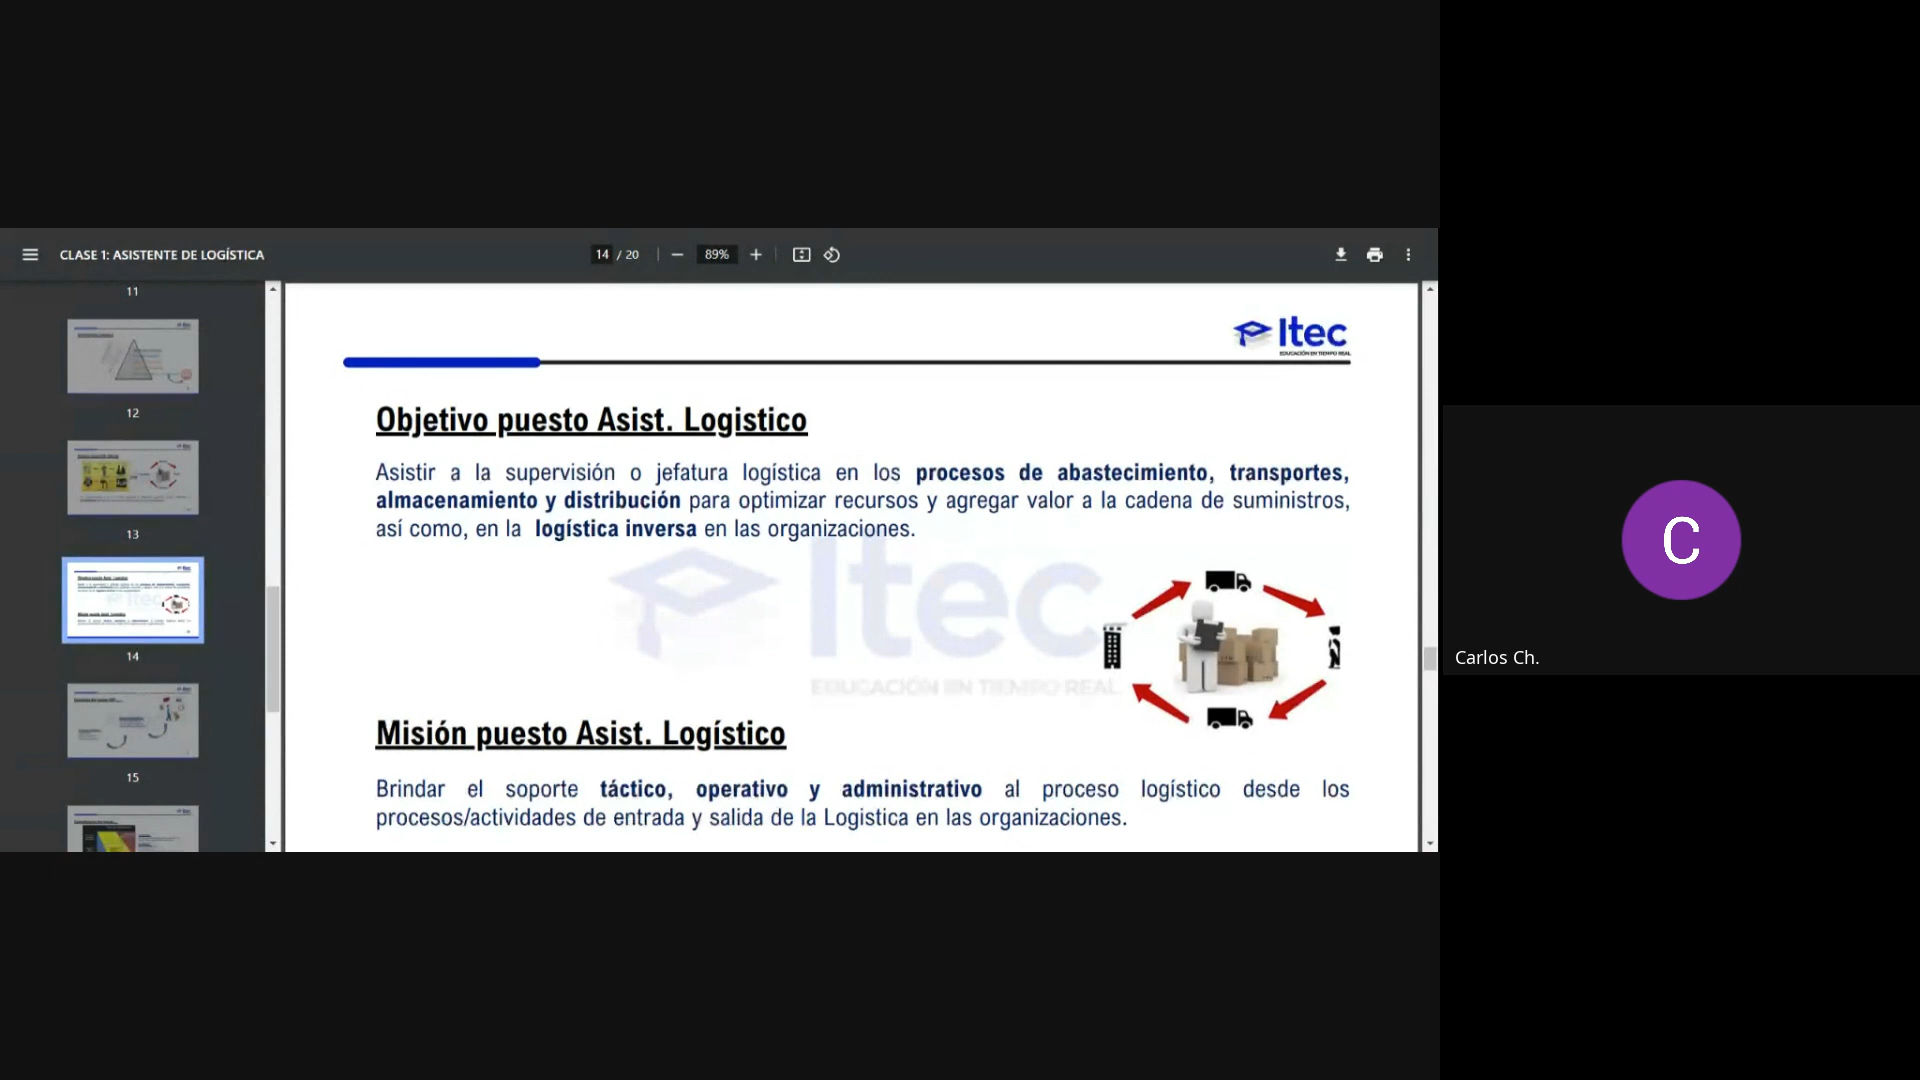 CLASE 1: ASISTENTE DE LOGÍSTICA
14 / 20
89%
11
12
13
14
15
Itec
EDUCACIÓN EN TIEMPO REAL
Objetivo puesto Asist. Logistico
Asistir a la supervisión o jefatura logística en los procesos de abastecimiento, transportes,
almacenamiento y distribución para optimizar recursos y agregar valor a la cadena de suministros,
así como, en la logística inversa en las organizaciones.
Itec
EDUCACIÓN EN TIEMPO REAL
Misión puesto Asist. Logístico
Brindar el soporte táctico, operativo y administrativo al proceso logístico desde los
procesos/actividades de entrada y salida de la Logistica en las organizaciones.
C
Carlos Ch.